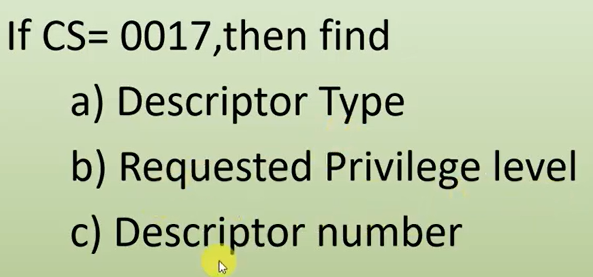 If CS= 0017,then find
a) Descriptor Type
b) Requested Privilege level
c) Descriptor number